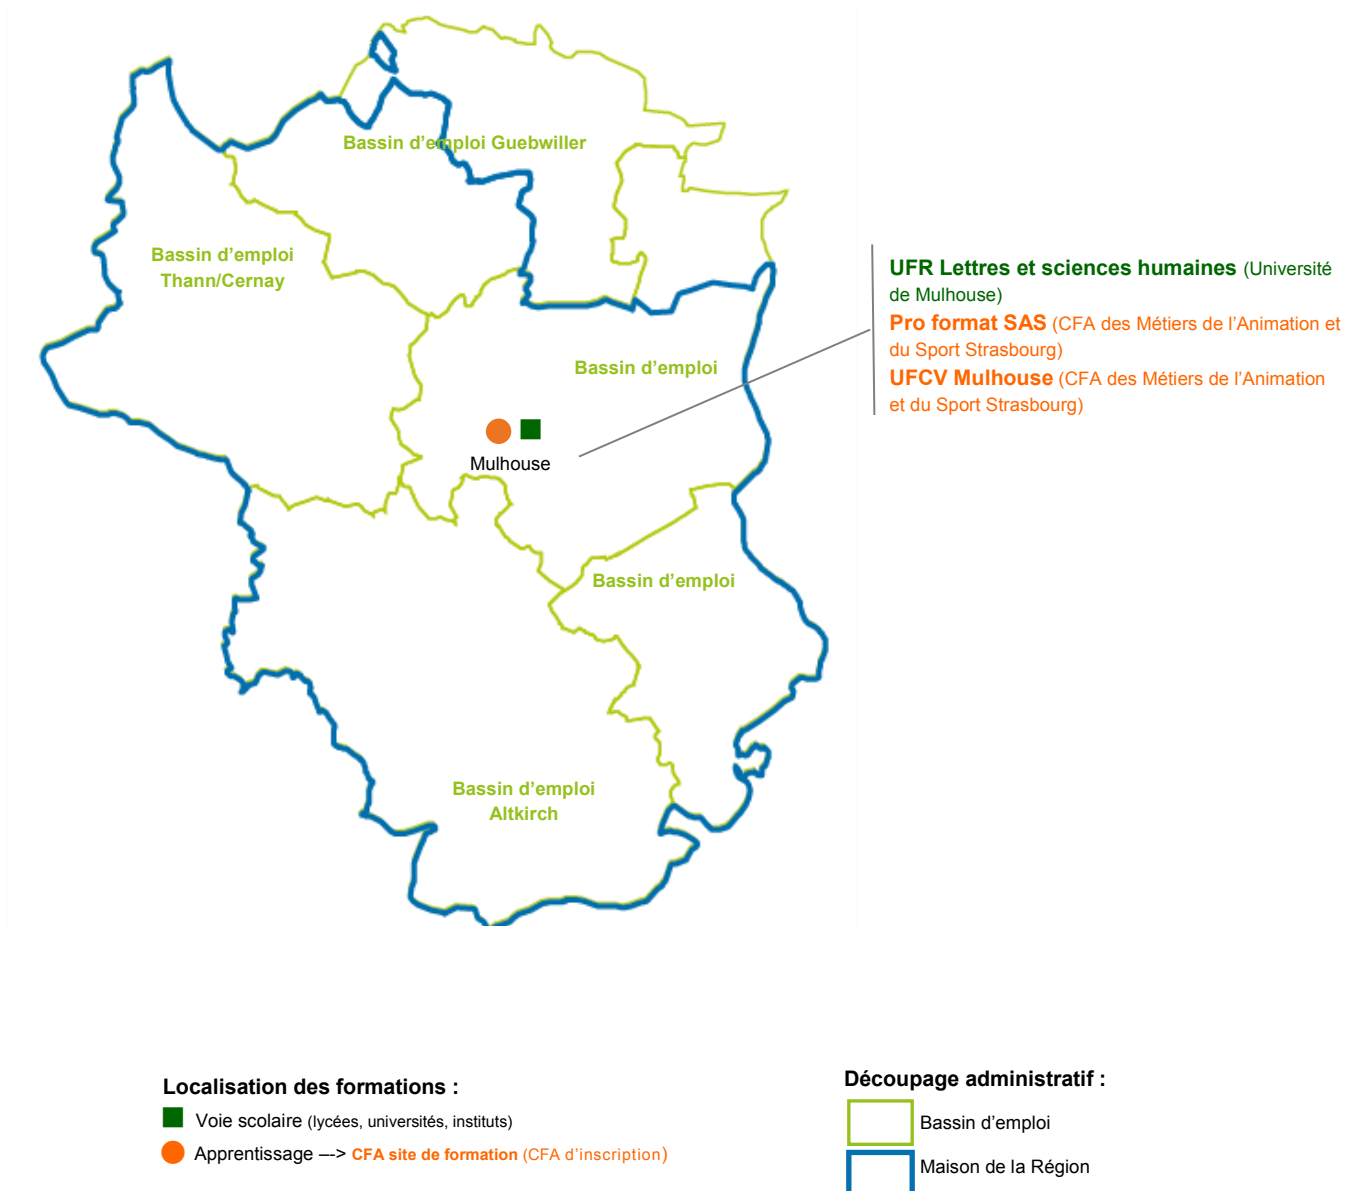 Bassin d'emploi Guebwiller
Bassin d'emploi
Thann/Cernay
UFR Lettres et sciences humaines (Université
de Mulhouse)
Pro format SAS (CFA des Métiers de l'Animation et
du Sport Strasbourg)
UFCV Mulhouse (CFA des Métiers de l'Animation
et du Sport Strasbourg)
Bassin d'emploi
Mulhouse
Bassin d'emploi
Bassin d'emploi
Altkirch
Localisation des formations :
Voie scolaire (lycées, universités, instituts)
Apprentissage —-> CFA site de formation (CFA d'inscription)
Découpage administratif :
Bassin d'emploi
Maison de la Région